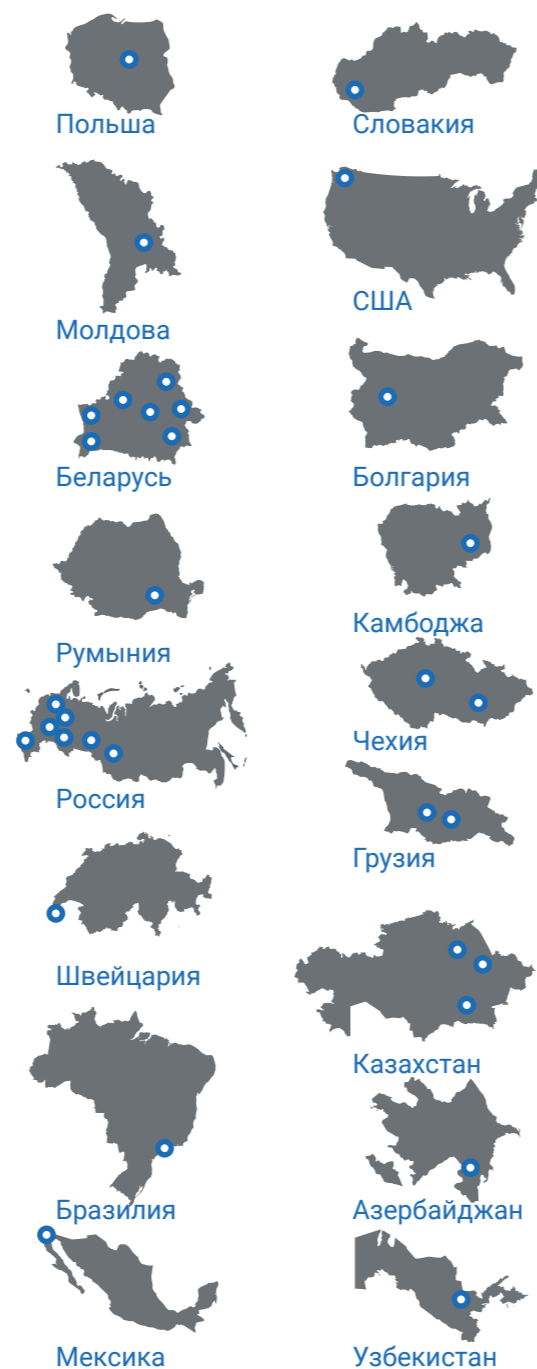 Польша
Словакия
Молдова
США
Беларусь
Болгария
Румыния
Камбоджа
Россия
Чехия
Грузия
Швейцария
Казахстан
Бразилия
Азербайджан
Мексика
Узбекистан